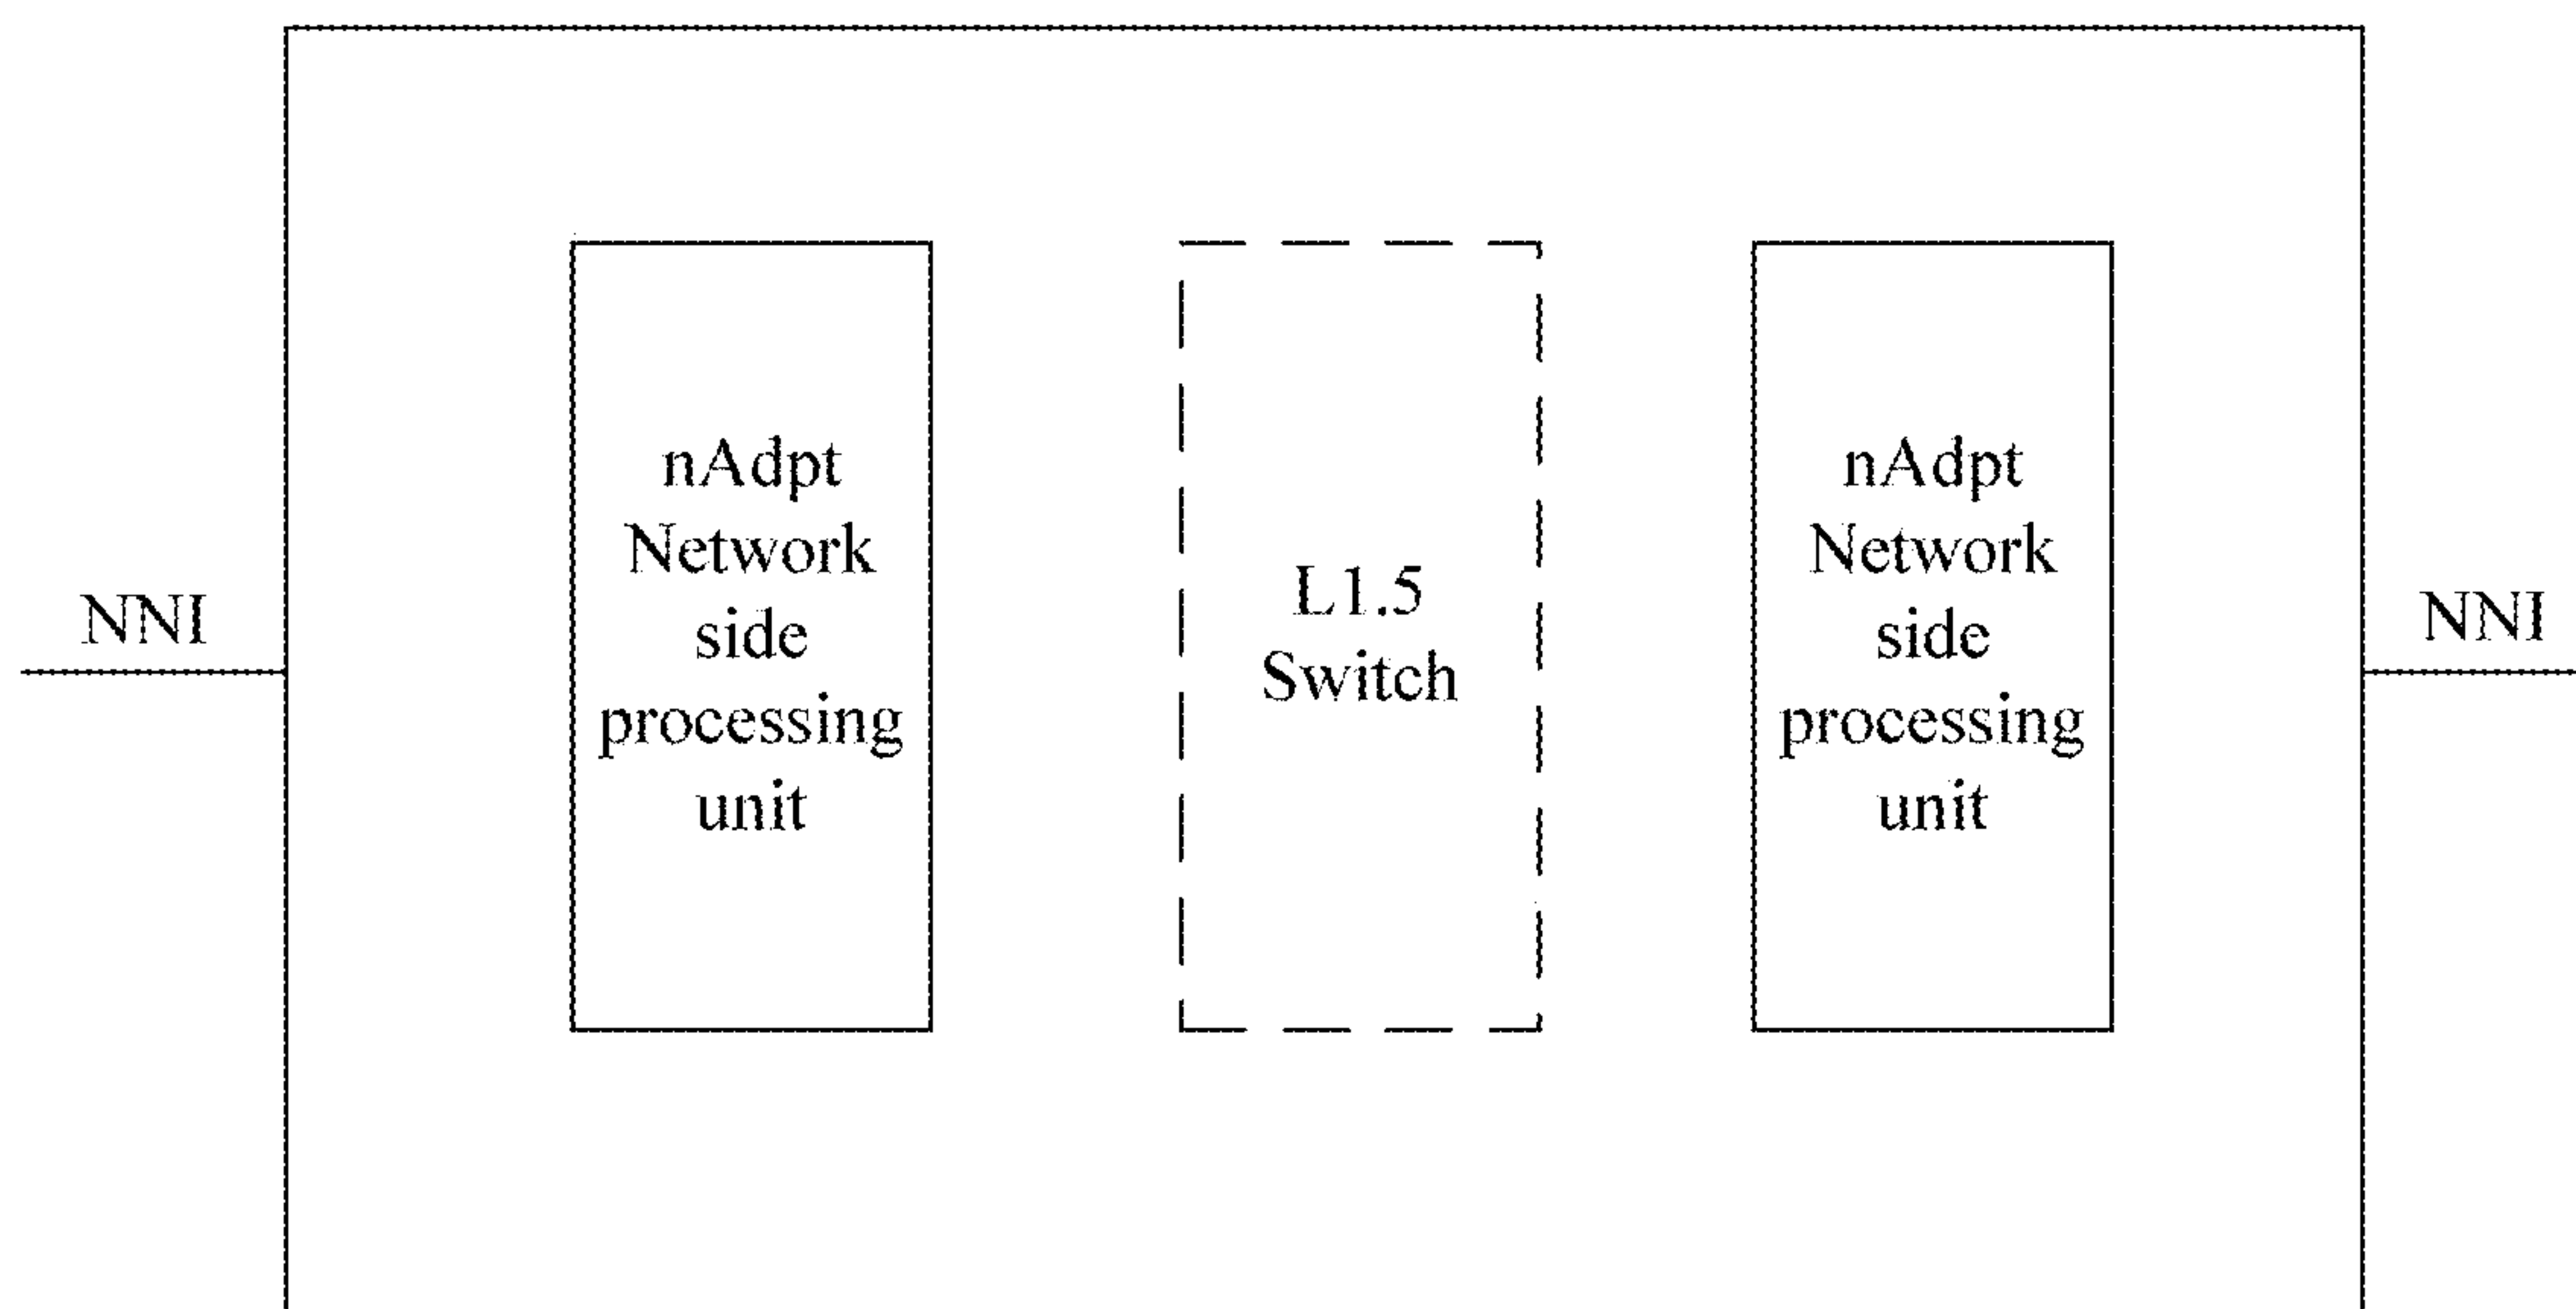 NNI
nAdpt
Network
side
processing
unit
L1.5
Switch
nAdpt
Network
side
processing
unit
NNI